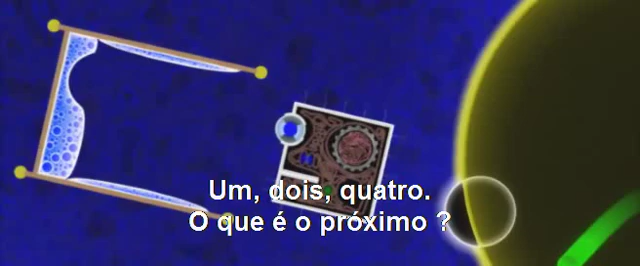 Um, dois, quatro.
O que é o próximo ?